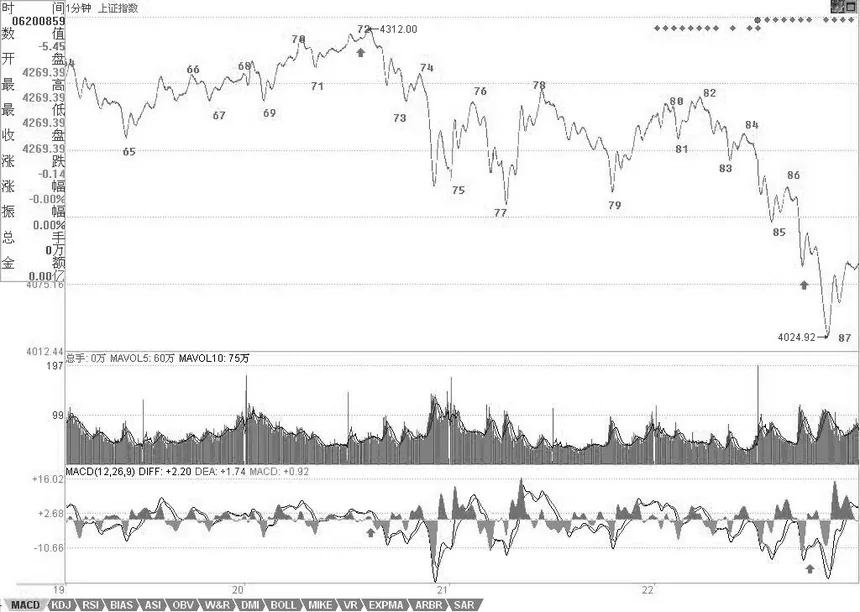 时 间 1分钟 上证指数
06200859
数 值
-5.45
开 盘
4269.39
最 高
4269.39
最 低
4269.39
收 盘
4269.39
涨 跌
-0.14
涨 幅
-0.00%
振 幅
0.00%
总 手
0万
金 额
0.00亿
4075.16
4012.44
64
65
66
67
68
69
70
71
72
4312.00
73
74
75
76
77
78
79
80
81
82
83
84
85
86
4024.92
87
总手: 0万 MAVOL5: 60万 MAVOL10: 75万
197
99
MACD(12,26,9) DIFF: +2.20 DEA: +1.74 MACD: +0.92
+16.02
+2.68
-10.66
19 20 21 22
MACD KDJ RSI BIAS ASI OBV W&R DMI BOLL MIKE VR EXPMA ARBR SAR